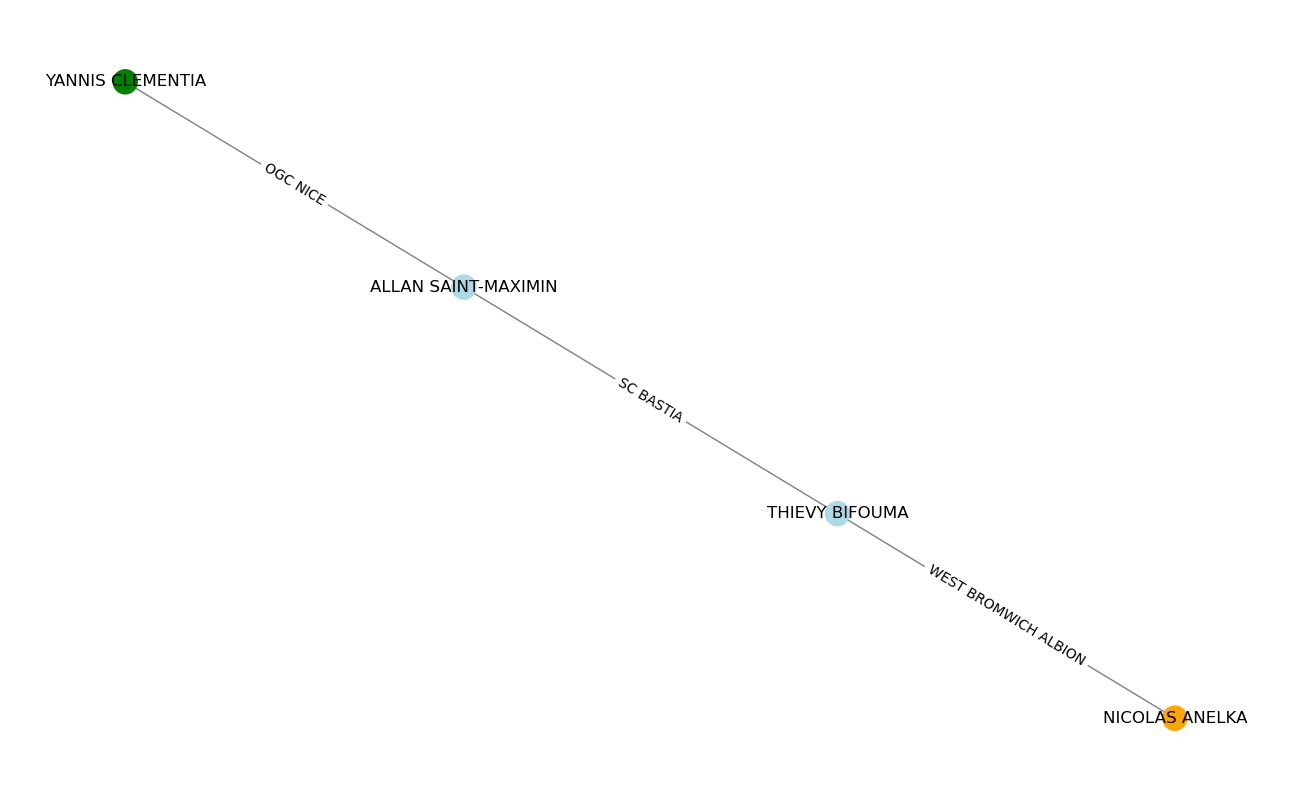 YANNIS CLEMENTIA
OGC NICE
ALLAN SAINT-MAXIMIN
SC BASTIA
THIEVY BIFOUMA
WEST BROMWICH ALBION
NICOLAS ANELKA